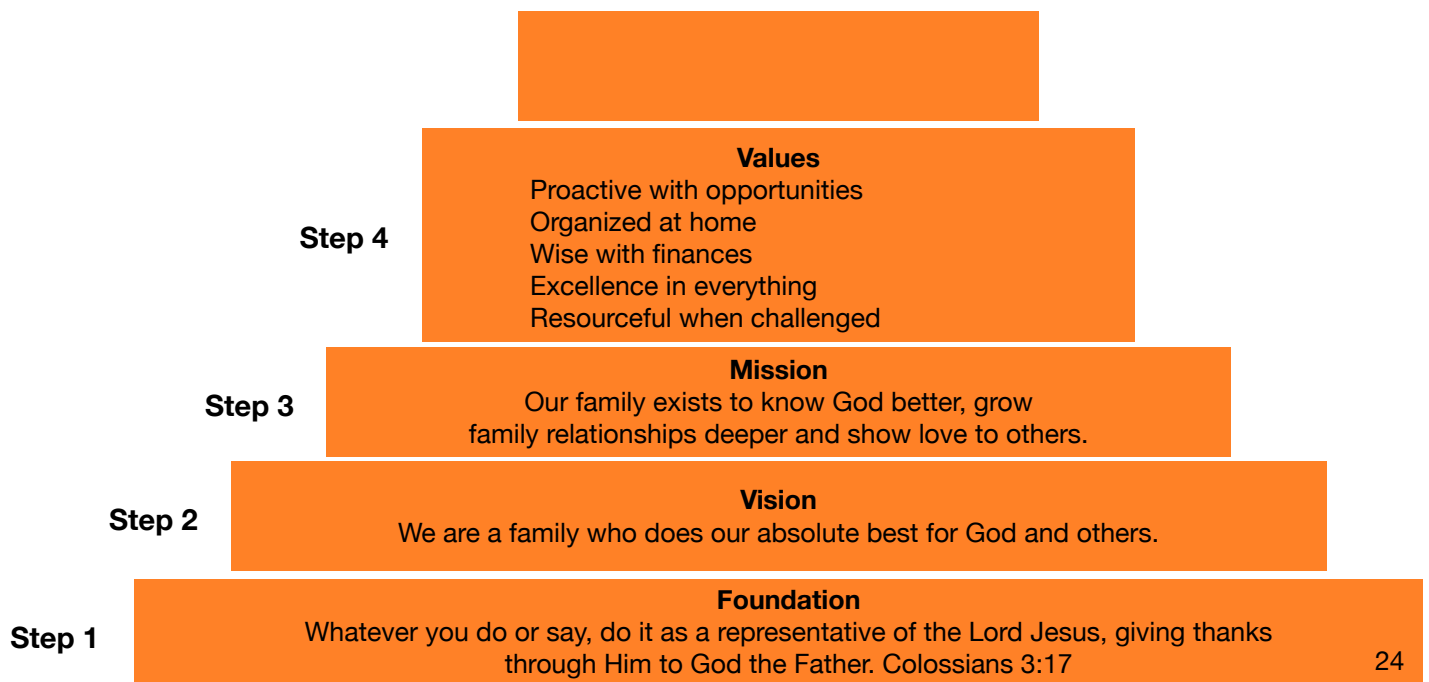 Values
Proactive with opportunities
Organized at home
Step 4
Wise with finances
Excellence in everything
Resourceful when challenged
Mission
Step 3
Our family exists to know God better, grow
family relationships deeper and show love to others.
Vision
Step 2
We are a family who does our absolute best for God and others.
Foundation
Step 1
Whatever you do or say, do it as a representative of the Lord Jesus, giving thanks
through Him to God the Father. Colossians 3:17
24